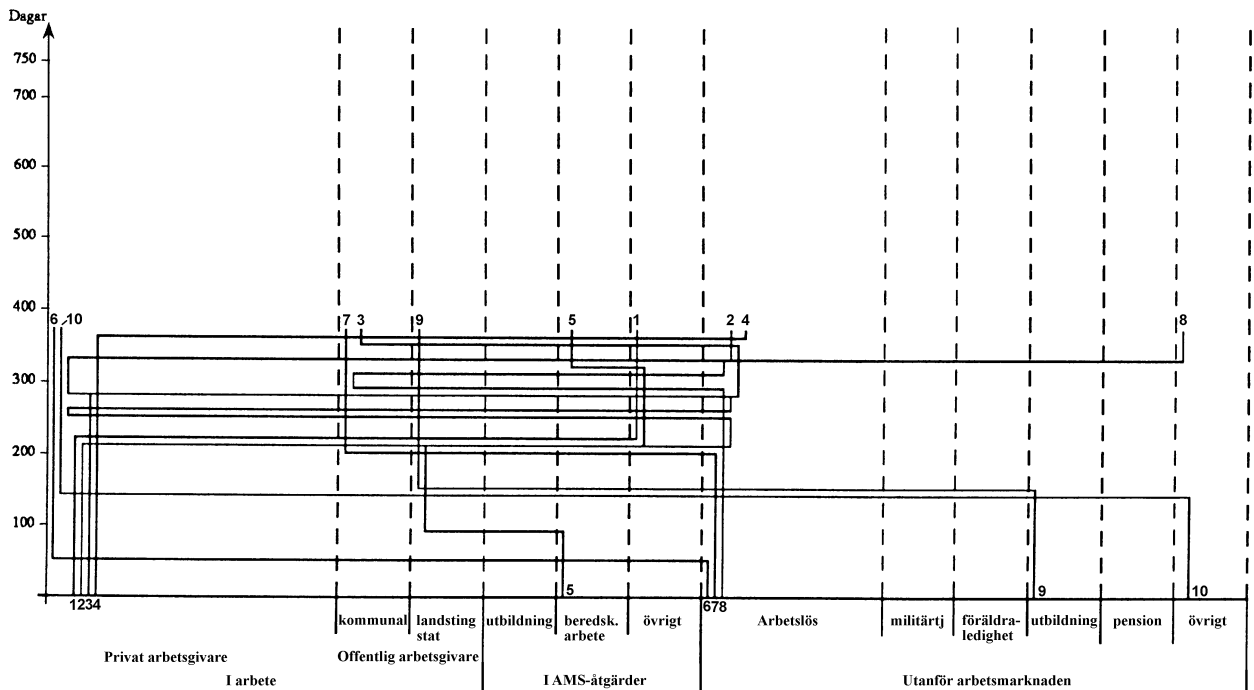 Dagar
750
700
600
500
400
6 10 7 3 9 5 1 2 4 8
300
200
100
1234 5 678 9 10
kommunal landsting stat utbildning beredsk. arbete övrigt Arbetslös militärtj föräldra-ledighet utbildning pension övrigt
Privat arbetsgivare Offentlig arbetsgivare
I arbete I AMS-åtgärder Utanför arbetsmarknaden